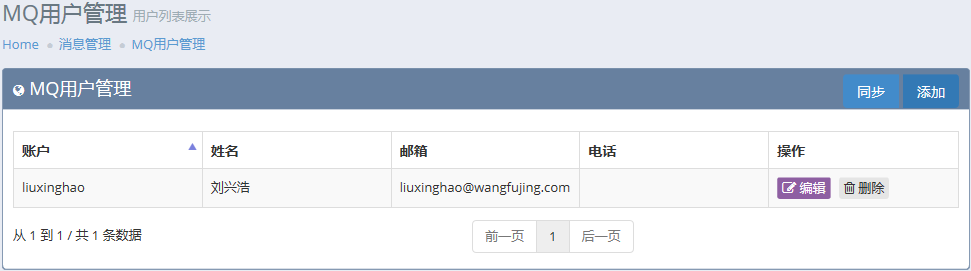 MQ用户管理 用户列表展示
Home 消息管理 MQ用户管理
MQ用户管理 同步 添加
账户 姓名 邮箱 电话 操作
liuxinghao 刘兴浩 liuxinghao@wangfujing.com 编辑 删除
从 1 到 1 / 共 1 条数据 前一页 1 后一页